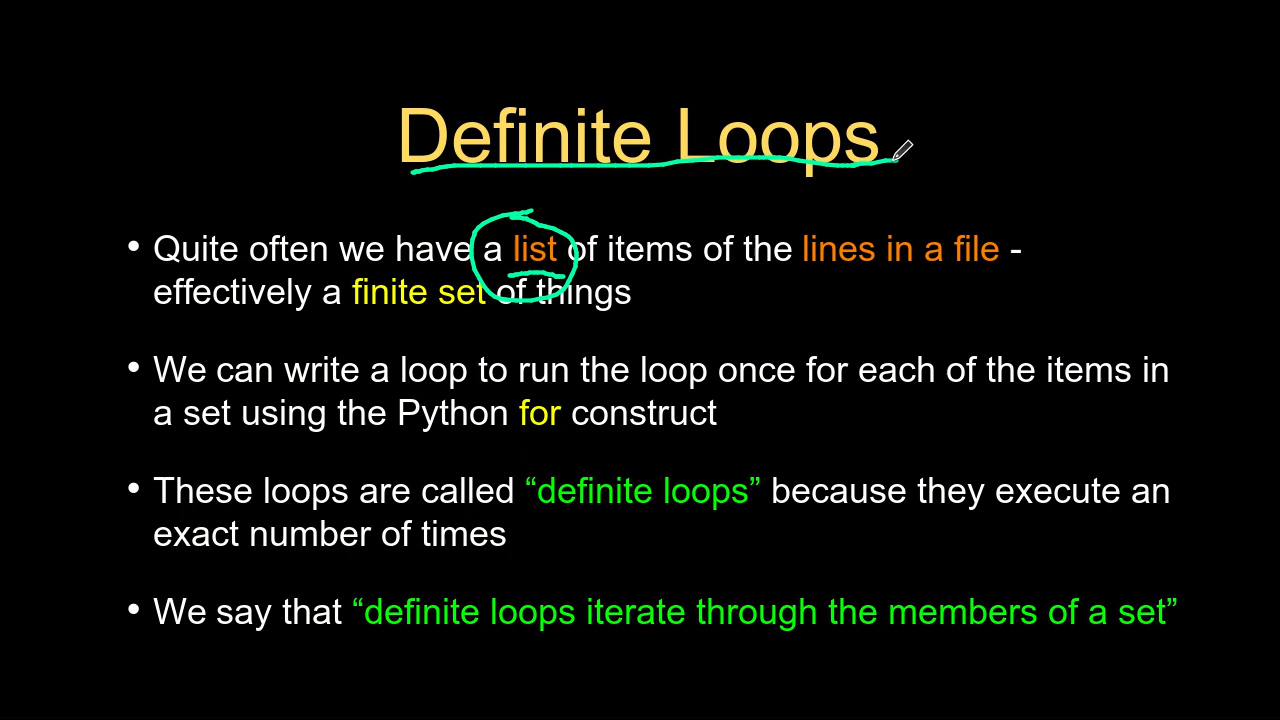 Definite Loops
• Quite often we have a list of items of the lines in a file -
effectively a finite set of things
• We can write a loop to run the loop once for each of the items in
a set using the Python for construct
• These loops are called “definite loops” because they execute an
exact number of times
• We say that “definite loops iterate through the members of a set”